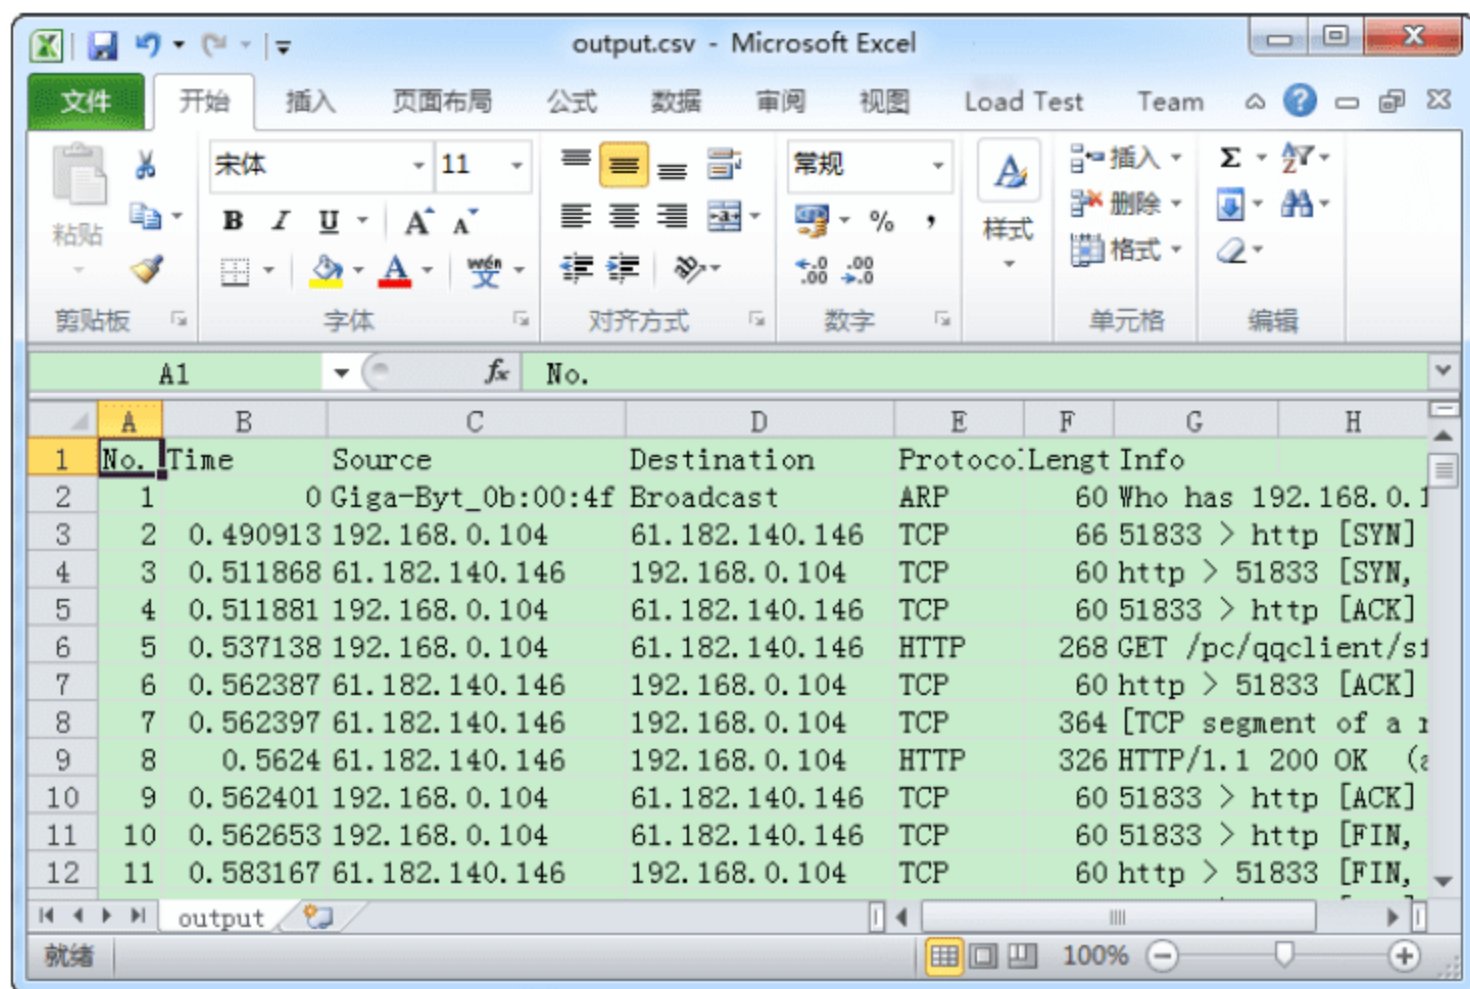 output.csv - Microsoft Excel
文件 开始 插入 页面布局 公式 数据 审阅 视图 Load Test Team
宋体 11 常规 插入
粘贴 B I U A A % , 样式 删除
wén 文 .0 .00 .00 .0 格式
剪贴板 字体 对齐方式 数字 单元格 编辑
A1 fx No.
A B C D E F G H
1 No. Time Source Destination Protoco Lengt Info
2 1 0 Giga-Byt_0b:00:4f Broadcast ARP 60 Who has 192.168.0.1
3 2 0.490913 192.168.0.104 61.182.140.146 TCP 66 51833 > http [SYN]
4 3 0.511868 61.182.140.146 192.168.0.104 TCP 60 http > 51833 [SYN,
5 4 0.511881 192.168.0.104 61.182.140.146 TCP 60 51833 > http [ACK]
6 5 0.537138 192.168.0.104 61.182.140.146 HTTP 268 GET /pc/qqclient/si
7 6 0.562387 61.182.140.146 192.168.0.104 TCP 60 http > 51833 [ACK]
8 7 0.562397 61.182.140.146 192.168.0.104 TCP 364 [TCP segment of a
9 8 0.5624 61.182.140.146 192.168.0.104 HTTP 326 HTTP/1.1 200 OK
10 9 0.562401 192.168.0.104 61.182.140.146 TCP 60 51833 > http [ACK]
11 10 0.562653 192.168.0.104 61.182.140.146 TCP 60 51833 > http [FIN,
12 11 0.583167 61.182.140.146 192.168.0.104 TCP 60 http > 51833 [FIN,
output
就绪 100%